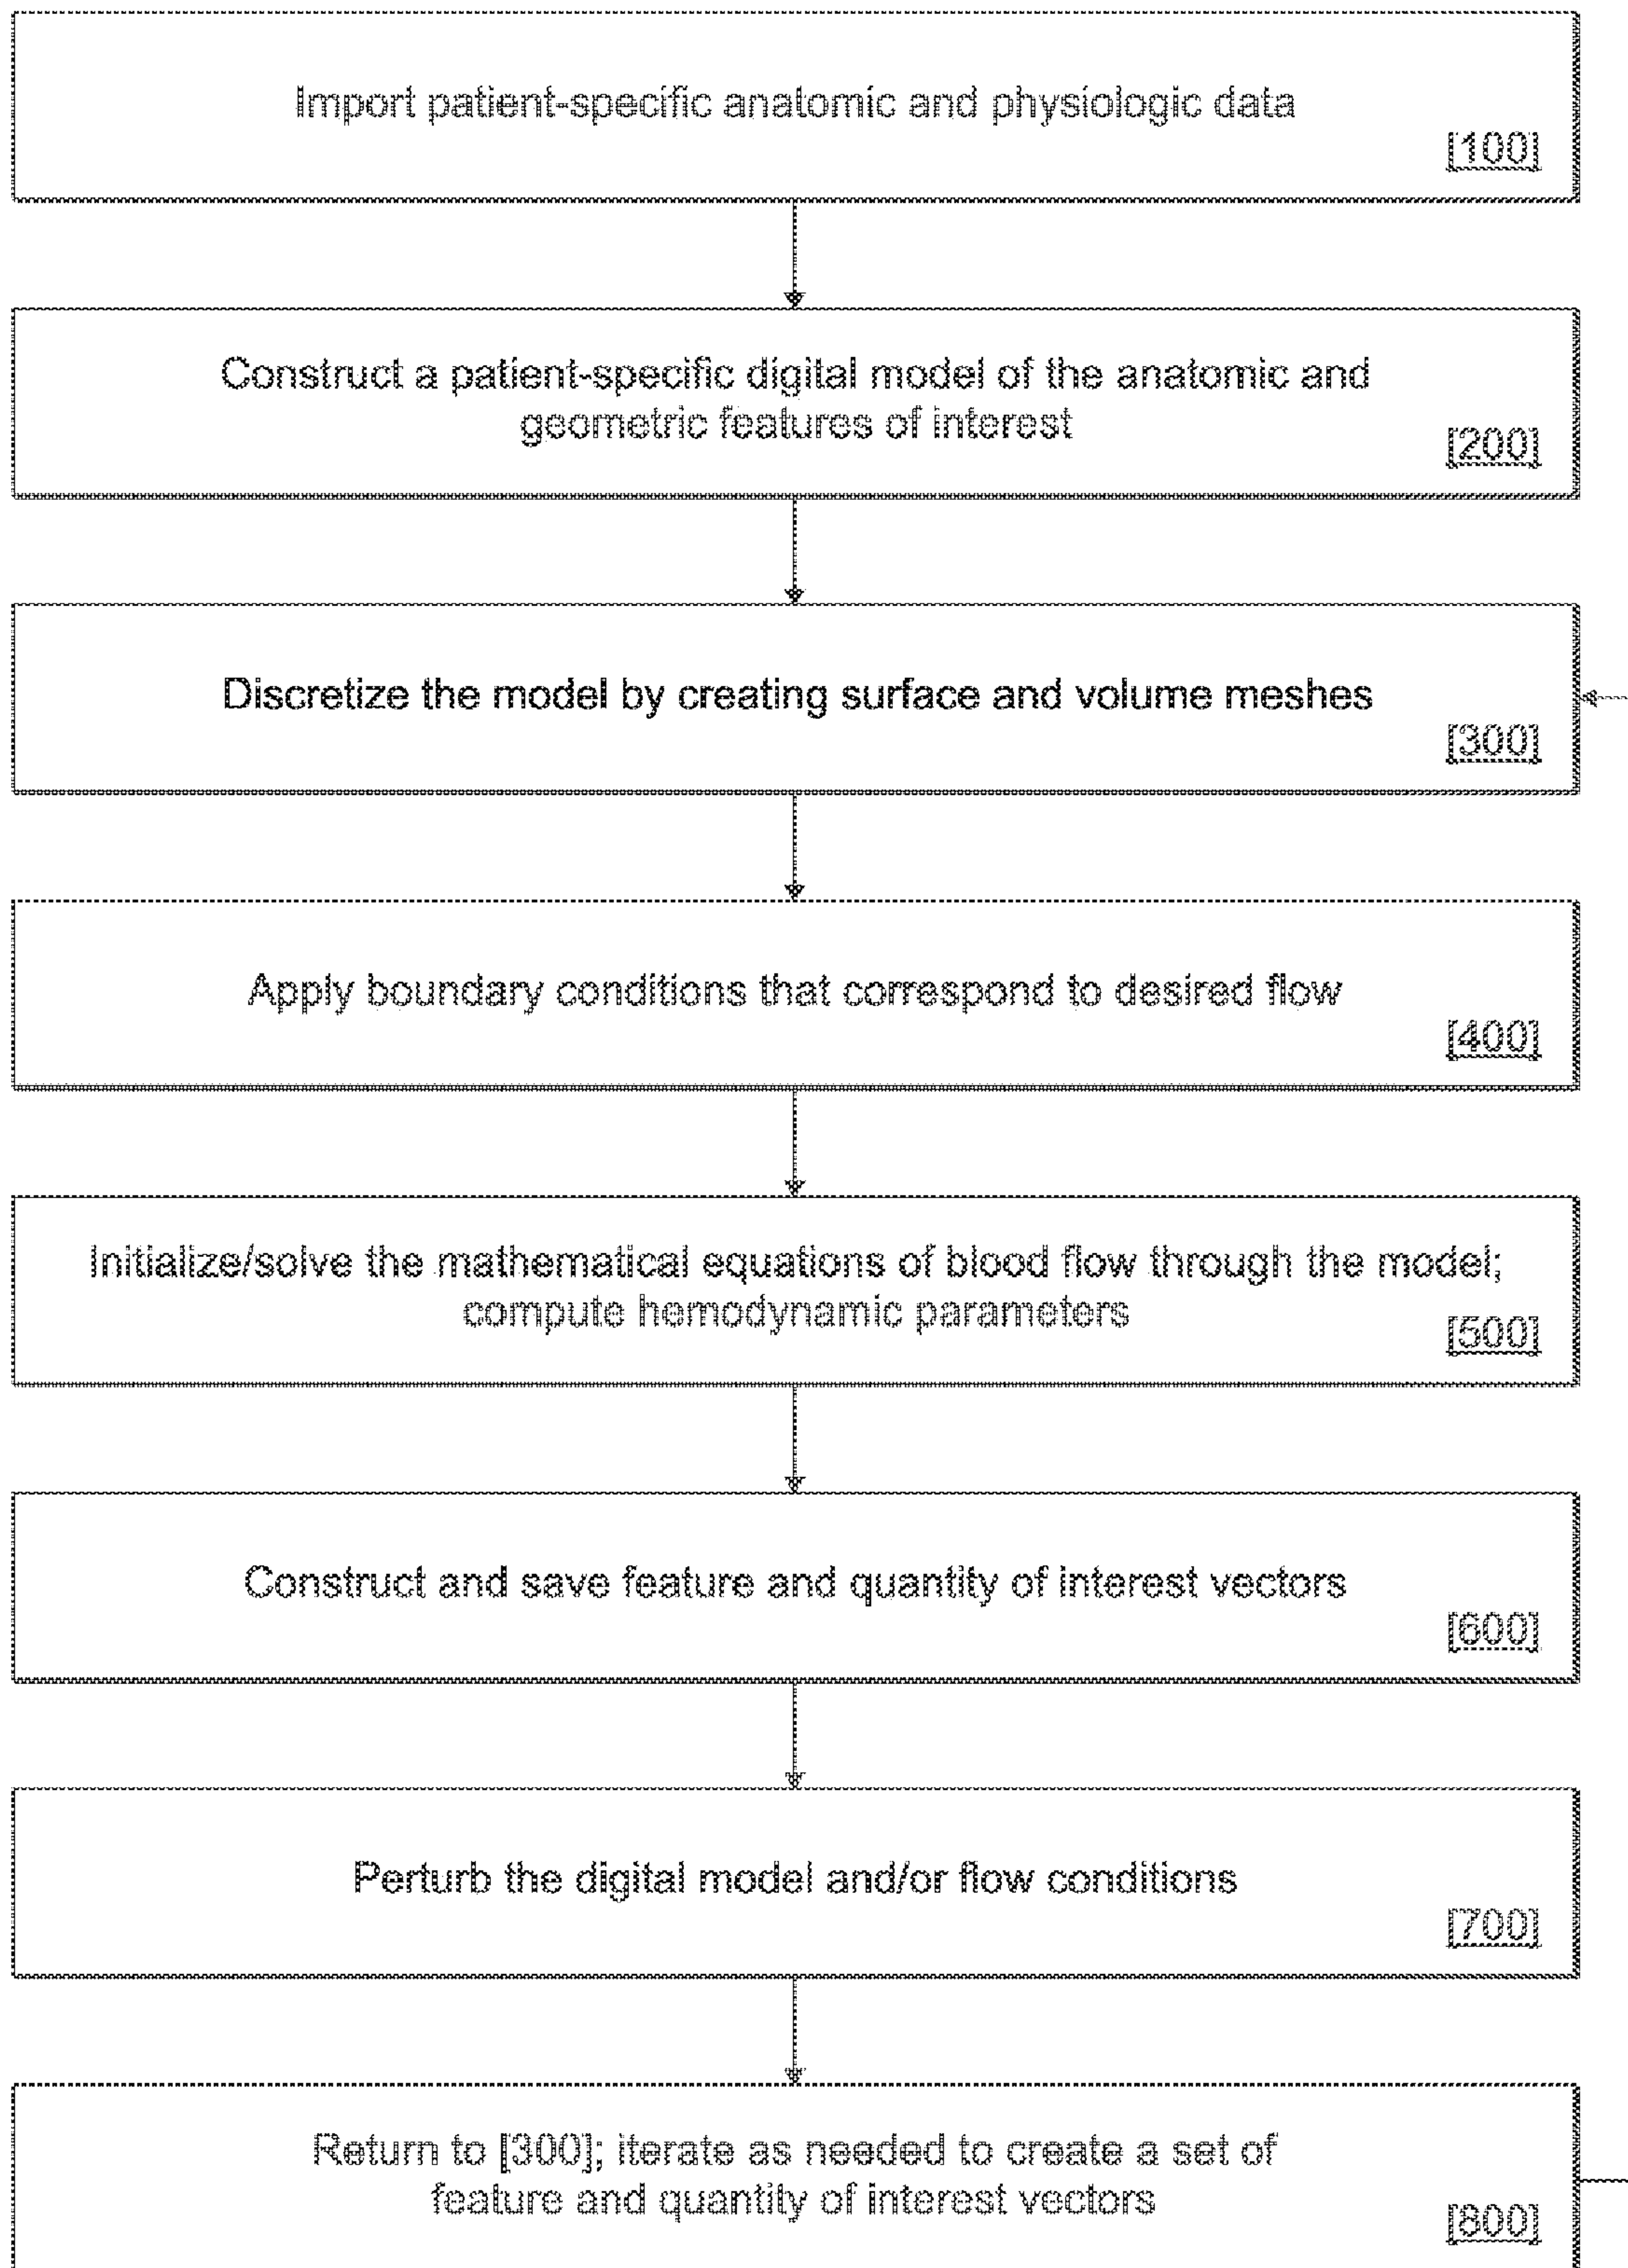 Import patient-specific anatomic and physiologic data
[100]
Construct a patient-specific digital model of the anatomic and
geometric features of interest
[200]
Discretize the model by creating surface and volume meshes
[300]
Apply boundary conditions that correspond to desired flow
[400]
Initialize/solve the mathematical equations of blood flow through the model;
compute hemodynamic parameters
[500]
Construct and save feature and quantity of interest vectors
[600]
Perturb the digital model and/or flow conditions
[700]
Return to [300]; iterate as needed to create a set of
feature and quantity of interest vectors
[800]